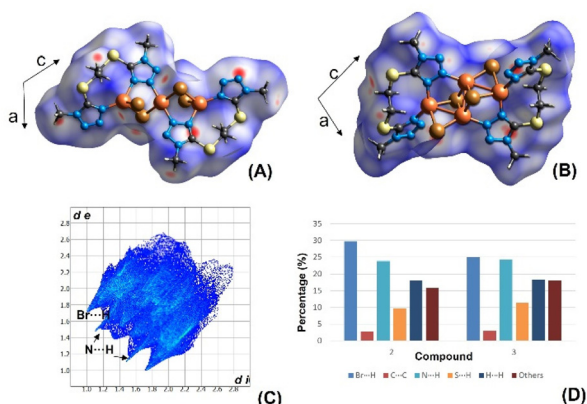 c
a
(A)
c
a
(B)
d e
2.8
2.6
2.4
2.2
2.0
1.8
1.6
1.4
1.2
1.0
Br···H
N···H
1.0 1.2 1.4 1.6 1.8 2.0 2.2 2.4 2.6 2.8
d i
(C)
Percentage (%)
35
30
25
20
15
10
5
0
2 3
Compound
Br···H C···C N···H S···H H···H Others
(D)